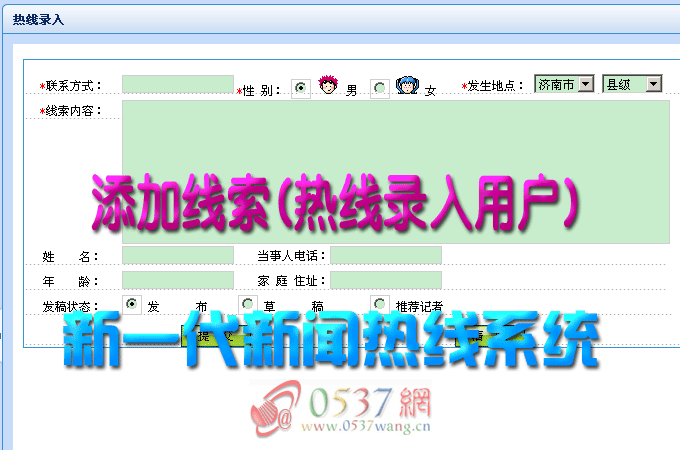 热线录入
*联系方式： *性 别： 男 女 *发生地点： 济南市 县级
*线索内容：
添加线索(热线录入用户)
姓 名： 当事人电话：
年 龄： 家 庭 住址：
发稿状态： 发 布 草 稿 推荐记者
新一代新闻热线系统
提 交
0537網
www.0537wang.cn